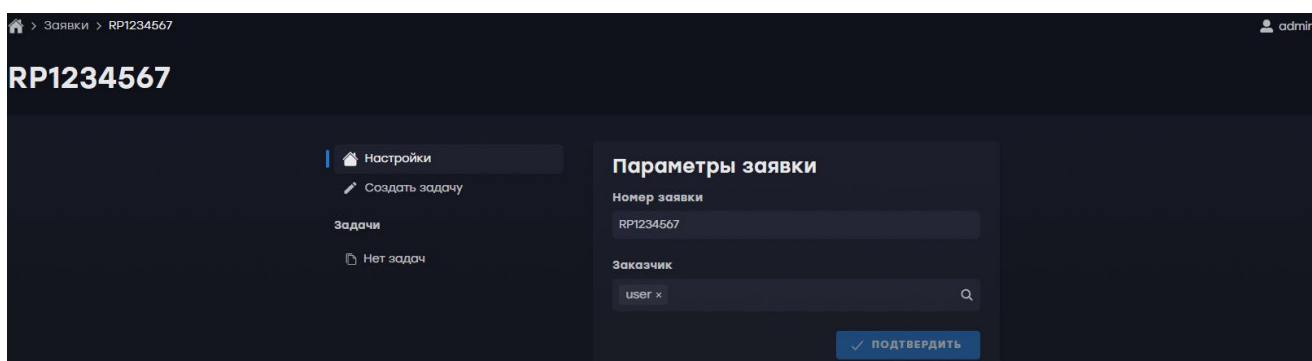 > Заявки > RP1234567
admin
RP1234567
Настройки
Создать задачу
Задачи
Нет задач
Параметры заявки
Номер заявки
RP1234567
Заказчик
user ×
ПОДТВЕРДИТЬ